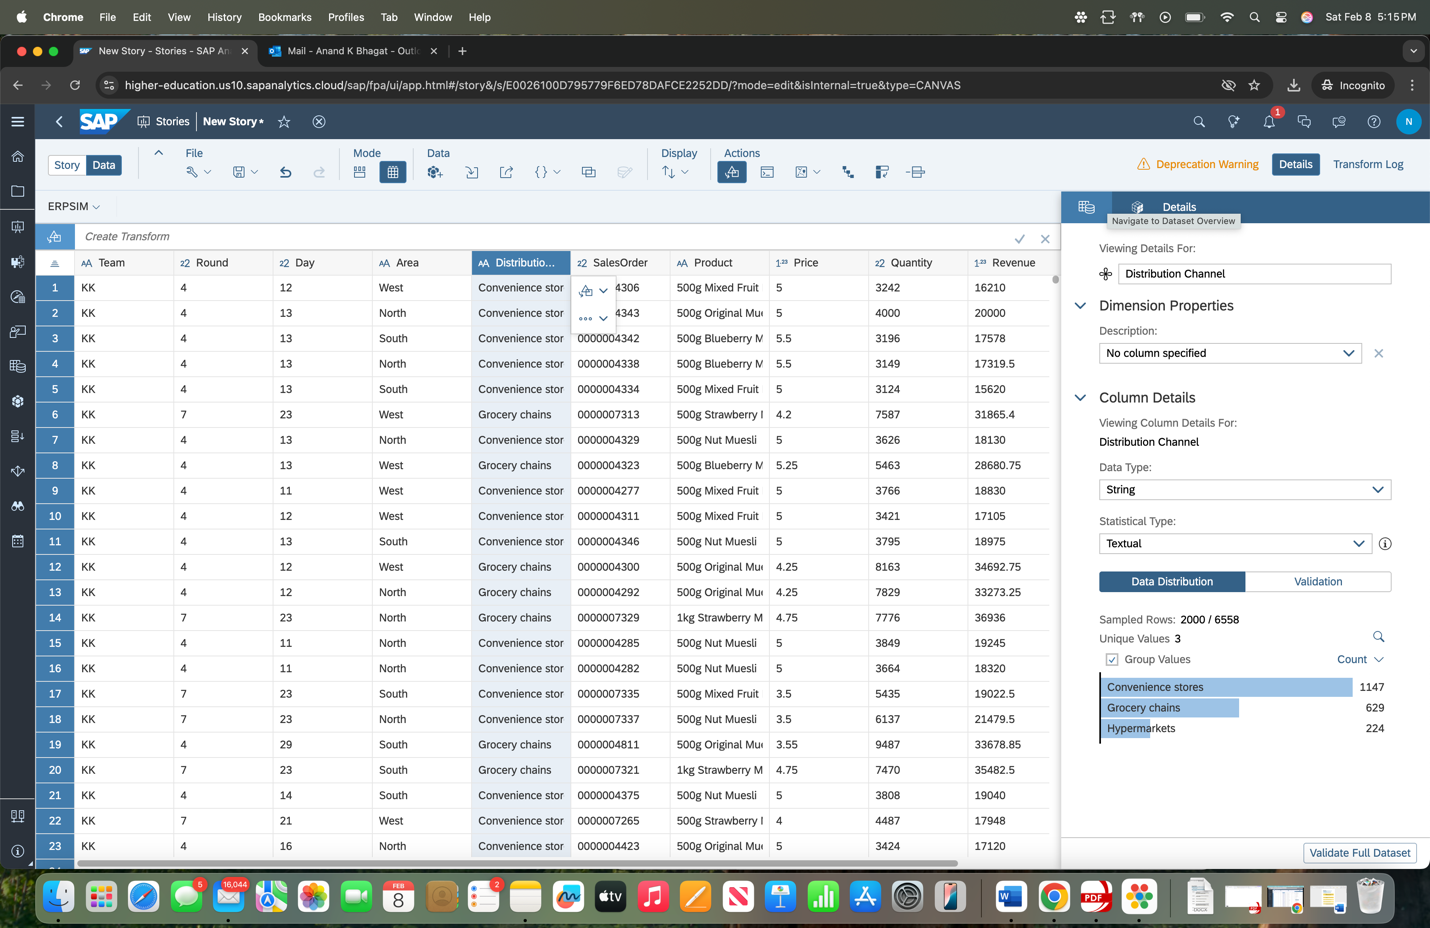 Chrome File Edit View History Bookmarks Profiles Tab Window Help Sat Feb 8 5:15 PM
New Story - Stories - SAP An Mail - Anand K Bhagat - Outlo
higher-education.us10.sapanalytics.cloud/sap/fpa/ui/app.html#/story&/s/E0026100D795779F6ED78DAFCE2252DD/?mode=edit&isInternal=true&type=CANVAS Incognito
SAP Stories New Story* 1 N
Story Data File Mode Data Display Actions Deprecation Warning Details Transform Log
ERPSIM
Details
Navigate to Dataset Overview
Create Transform
Team Round Day Area Distributio... SalesOrder Product Price Quantity Revenue
1 KK 4 12 West Convenience stor 4306 500g Mixed Fruit 5 3242 16210
2 KK 4 13 North Convenience stor 4343 500g Original Mue 5 4000 20000
3 KK 4 13 South Convenience stor 0000004342 500g Blueberry M 5.5 3196 17578
4 KK 4 13 North Convenience stor 0000004338 500g Blueberry M 5.5 3149 17319.5
5 KK 4 13 South Convenience stor 0000004334 500g Mixed Fruit 5 3124 15620
6 KK 7 23 West Grocery chains 0000007313 500g Strawberry 4.2 7587 31865.4
7 KK 4 13 North Convenience stor 0000004329 500g Nut Muesli 5 3626 18130
8 KK 4 13 West Grocery chains 0000004323 500g Blueberry M 5.25 5463 28680.75
9 KK 4 11 West Convenience stor 0000004277 500g Mixed Fruit 5 3766 18830
10 KK 4 12 West Convenience stor 0000004311 500g Mixed Fruit 5 3421 17105
11 KK 4 13 South Convenience stor 0000004346 500g Nut Muesli 5 3795 18975
12 KK 4 12 West Grocery chains 0000004300 500g Original Mue 4.25 8163 34692.75
13 KK 4 12 North Grocery chains 0000004292 500g Original Mue 4.25 7829 33273.25
14 KK 7 23 North Grocery chains 0000007329 1kg Strawberry M 4.75 7776 36936
15 KK 4 11 North Convenience stor 0000004285 500g Nut Muesli 5 3849 19245
16 KK 4 11 North Convenience stor 0000004282 500g Nut Muesli 5 3664 18320
17 KK 7 23 South Convenience stor 0000007335 500g Mixed Fruit 3.5 5435 19022.5
18 KK 7 23 North Convenience stor 0000007337 500g Nut Muesli 3.5 6137 21479.5
19 KK 4 29 South Grocery chains 0000004811 500g Original Mue 3.55 9487 33678.85
20 KK 7 23 South Grocery chains 0000007321 1kg Strawberry M 4.75 7470 35482.5
21 KK 4 14 South Convenience stor 0000004375 500g Nut Muesli 5 3808 19040
22 KK 7 21 West Convenience stor 0000007265 500g Strawberry 4 4487 17948
23 KK 4 16 North Convenience stor 0000004423 500g Original Mue 5 3424 17120
Viewing Details For:
Distribution Channel
Dimension Properties
Description:
No column specified
Column Details
Viewing Column Details For:
Distribution Channel
Data Type:
String
Statistical Type:
Textual
Data Distribution Validation
Sampled Rows: 2000 / 6558
Unique Values 3
Group Values Count
Convenience stores 1147
Grocery chains 629
Hypermarkets 224
Validate Full Dataset
5 16,044 FEB 8 2 tv PDF